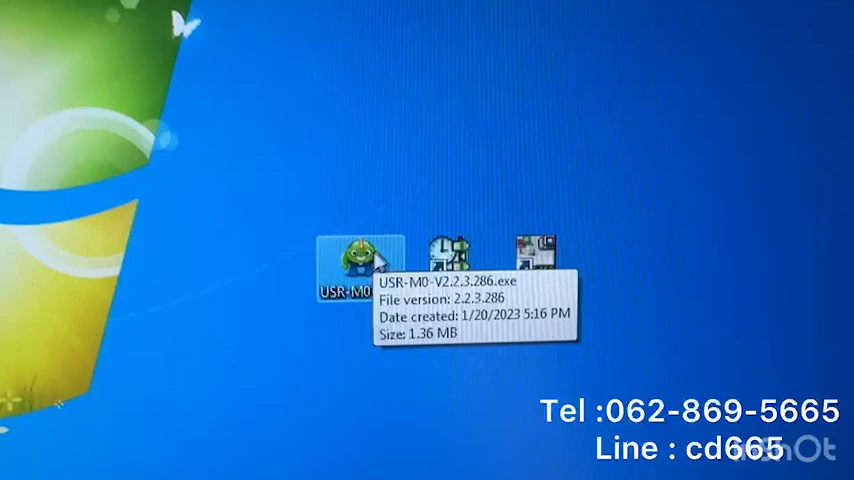 USR-M0
USR-M0-V2.2.3.286.exe
File version: 2.2.3.286
Date created: 1/20/2023 5:16 PM
Size: 1.36 MB
Tel :062-869-5665
Line : cd665
InShOt